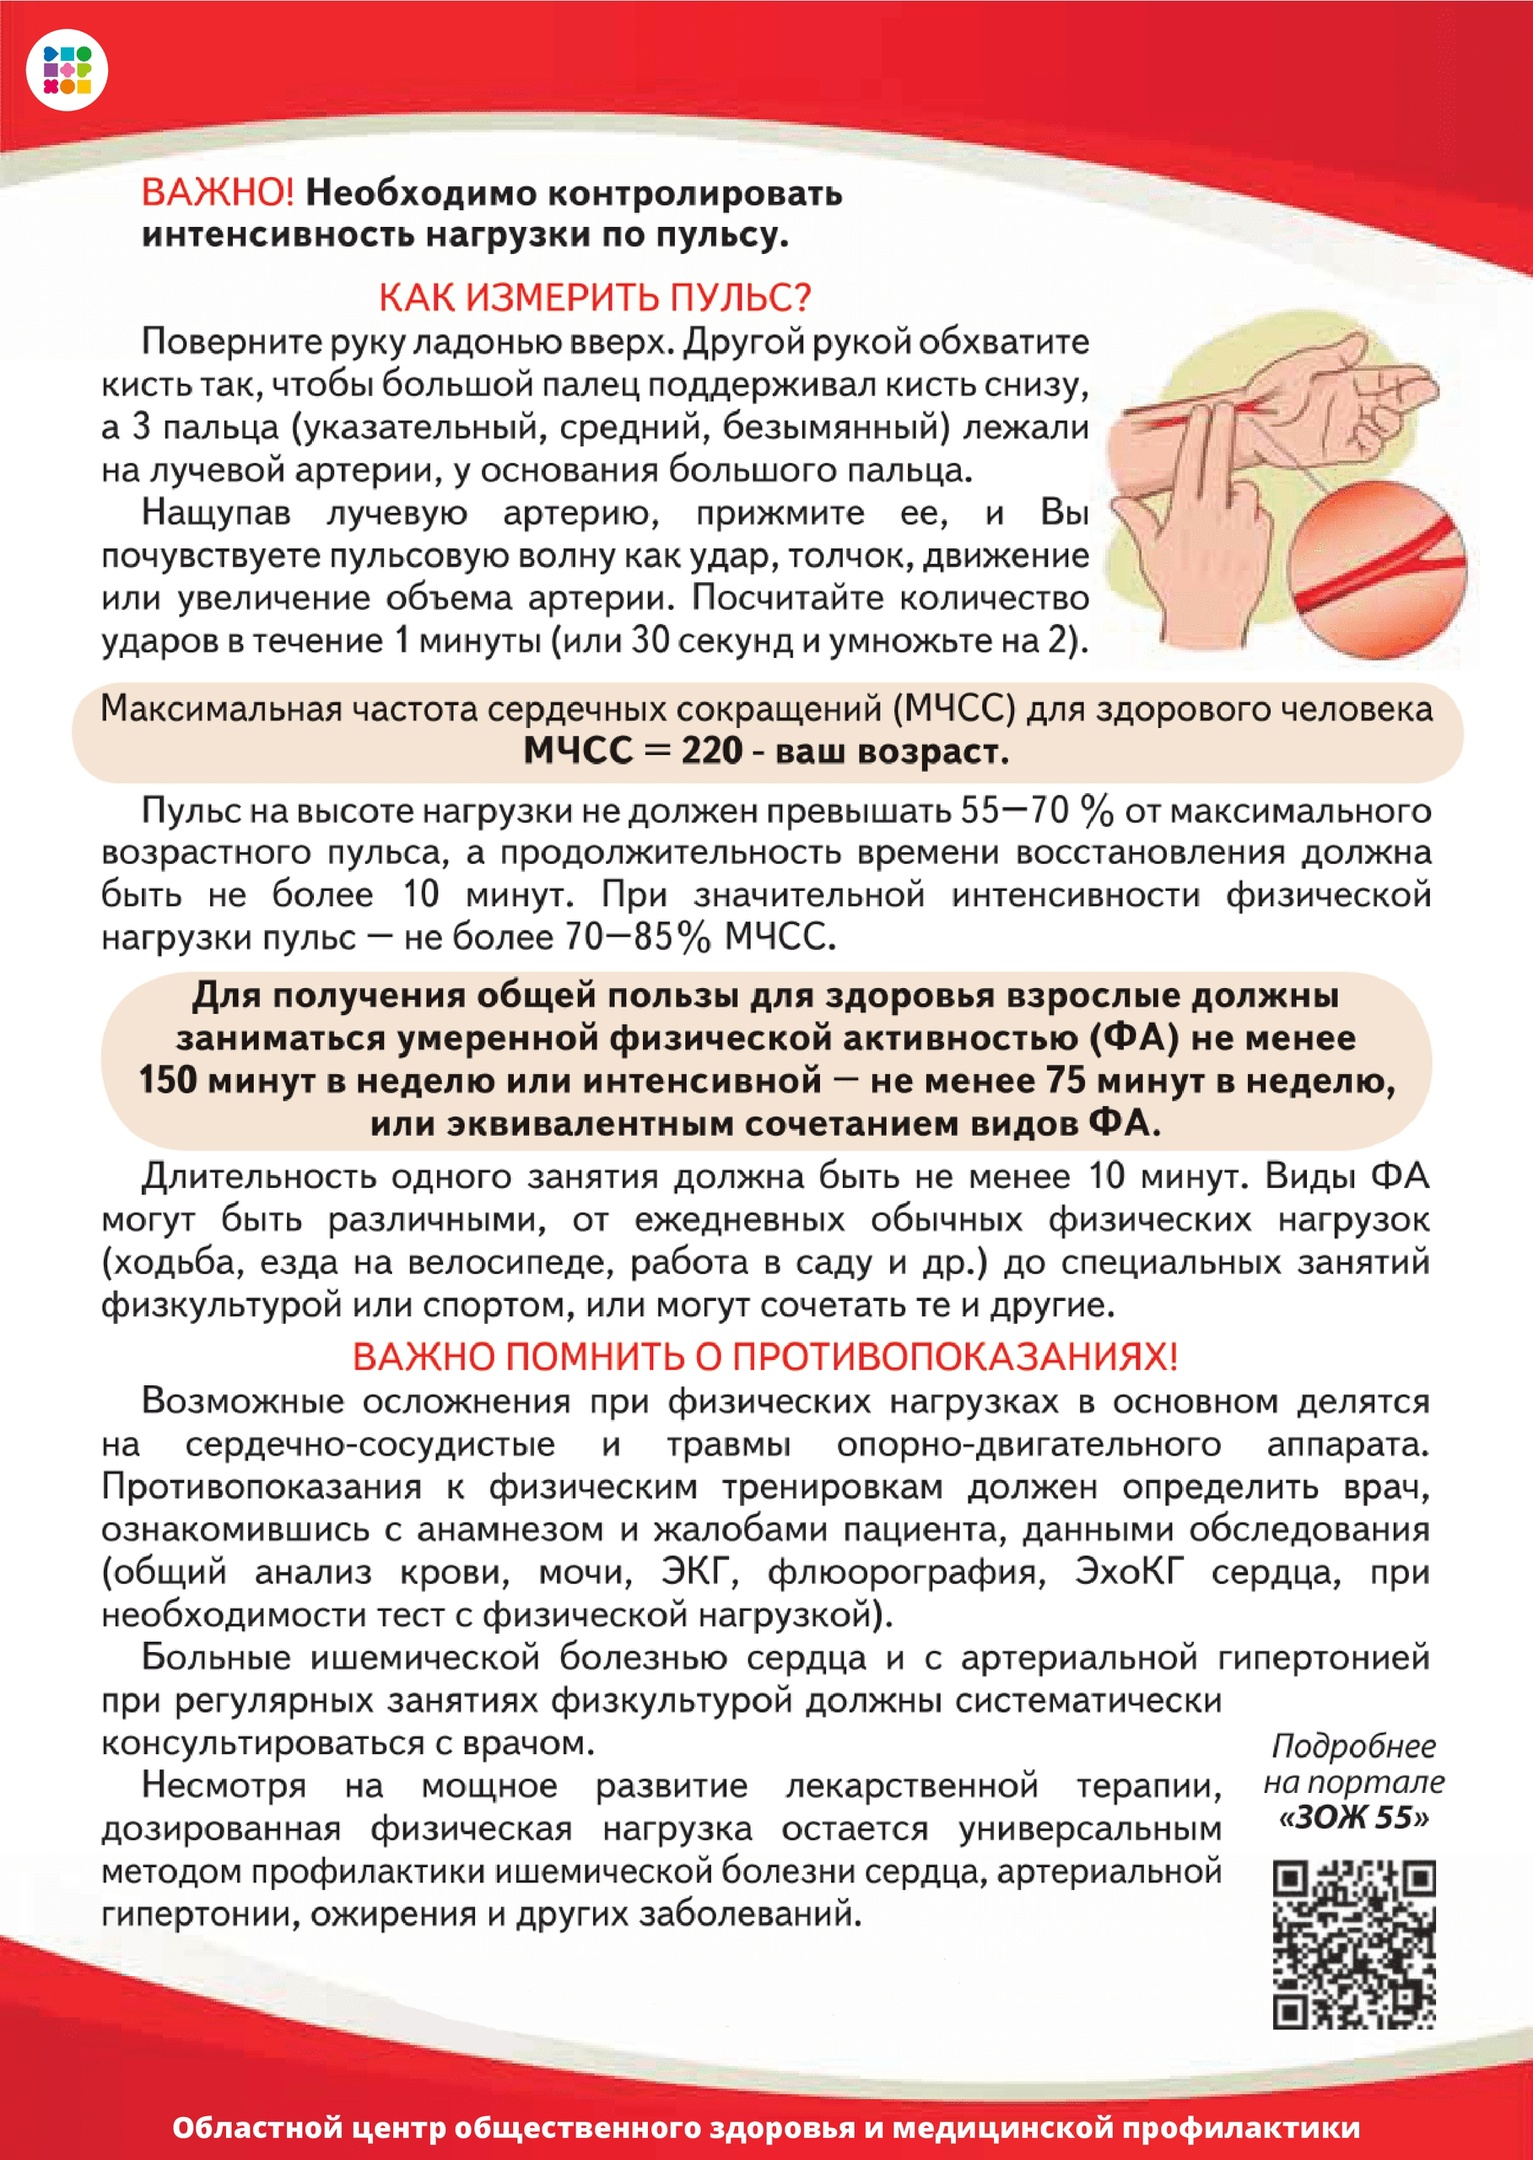 ВАЖНО! Необходимо контролировать
интенсивность нагрузки по пульсу.
КАК ИЗМЕРИТЬ ПУЛЬС?
Поверните руку ладонью вверх. Другой рукой обхватите
кисть так, чтобы большой палец поддерживал кисть снизу,
а 3 пальца (указательный, средний, безымянный) лежали
на лучевой артерии, у основания большого пальца.
Нащупав лучевую артерию, прижмите ее, и Вы
почувствуете пульсовую волну как удар, толчок, движение
или увеличение объема артерии. Посчитайте количество
ударов в течение 1 минуты (или 30 секунд и умножьте на 2).
Максимальная частота сердечных сокращений (МЧСС) для здорового человека
МЧСС = 220 - ваш возраст.
Пульс на высоте нагрузки не должен превышать 55—70 % от максимального
возрастного пульса, а продолжительность времени восстановления должна
быть не более 10 минут. При значительной интенсивности физической
нагрузки пульс — не более 70—85% МЧСС.
Для получения общей пользы для здоровья взрослые должны
заниматься умеренной физической активностью (ФА) не менее
150 минут в неделю или интенсивной — не менее 75 минут в неделю,
или эквивалентным сочетанием видов ФА.
Длительность одного занятия должна быть не менее 10 минут. Виды ФА
могут быть различными, от ежедневных обычных физических нагрузок
(ходьба, езда на велосипеде, работа в саду и др.) до специальных занятий
физкультурой или спортом, или могут сочетать те и другие.
ВАЖНО ПОМНИТЬ О ПРОТИВОПОКАЗАНИЯХ!
Возможные осложнения при физических нагрузках в основном делятся
на сердечно-сосудистые и травмы опорно-двигательного аппарата.
Противопоказания к физическим тренировкам должен определить врач,
ознакомившись с анамнезом и жалобами пациента, данными обследования
(общий анализ крови, мочи, ЭКГ, флюорография, ЭхоКГ сердца, при
необходимости тест с физической нагрузкой).
Больные ишемической болезнью сердца и с артериальной гипертонией
при регулярных занятиях физкультурой должны систематически
консультироваться с врачом.
Несмотря на мощное развитие лекарственной терапии,
дозированная физическая нагрузка остается универсальным
методом профилактики ишемической болезни сердца, артериальной
гипертонии, ожирения и других заболеваний.
Подробнее
на портале
«ЗОЖ 55»
Областной центр общественного здоровья и медицинской профилактики